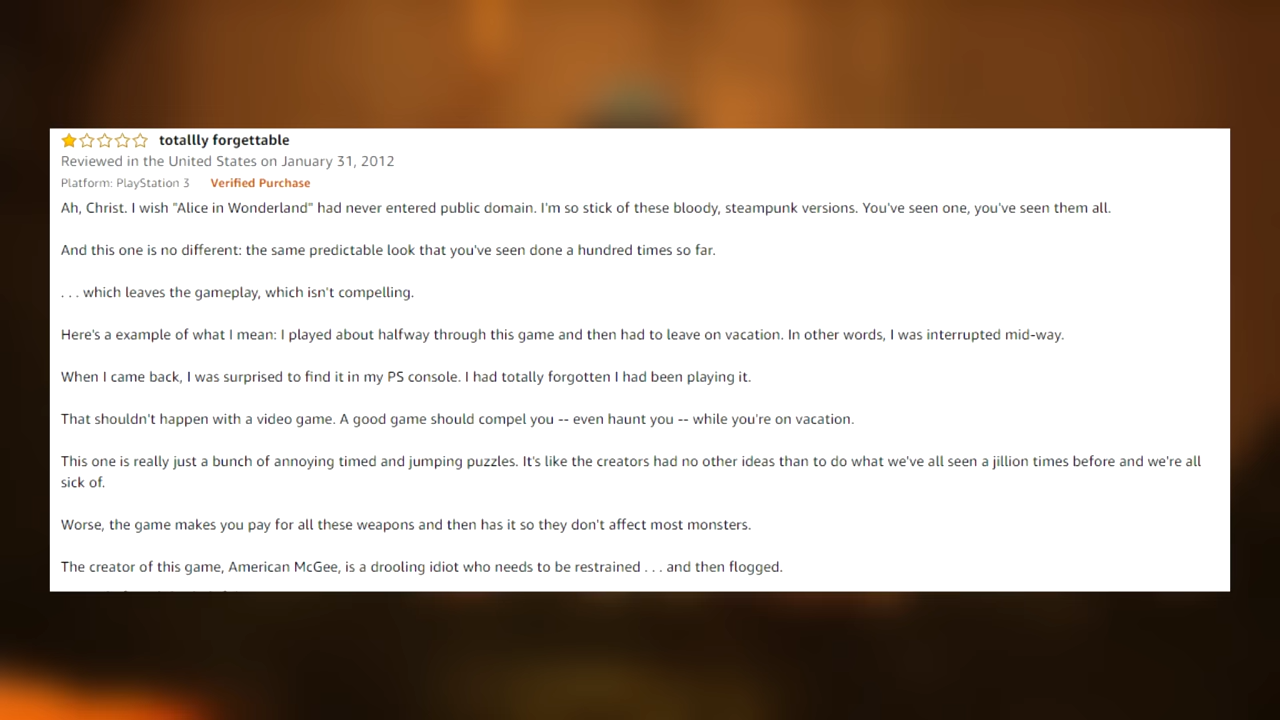 totallly forgettable
Reviewed in the United States on January 31, 2012
Platform: PlayStation 3 Verified Purchase
Ah, Christ. I wish "Alice in Wonderland" had never entered public domain. I'm so stick of these bloody, steampunk versions. You've seen one, you've seen them all.
And this one is no different: the same predictable look that you've seen done a hundred times so far.
. . . which leaves the gameplay, which isn't compelling.
Here's a example of what I mean: I played about halfway through this game and then had to leave on vacation. In other words, I was interrupted mid-way.
When I came back, I was surprised to find it in my PS console. I had totally forgotten I had been playing it.
That shouldn't happen with a video game. A good game should compel you -- even haunt you -- while you're on vacation.
This one is really just a bunch of annoying timed and jumping puzzles. It's like the creators had no other ideas than to do what we've all seen a jillion times before and we're all
sick of.
Worse, the game makes you pay for all these weapons and then has it so they don't affect most monsters.
The creator of this game, American McGee, is a drooling idiot who needs to be restrained . . . and then flogged.